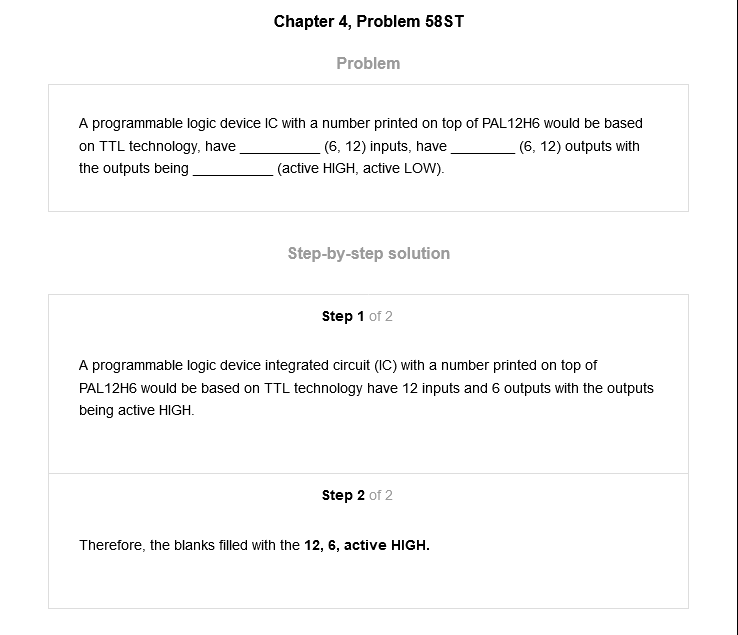 Chapter 4, Problem 58ST
Problem
A programmable logic device IC with a number printed on top of PAL12H6 would be based
on TTL technology, have __________ (6, 12) inputs, have ________ (6, 12) outputs with
the outputs being __________ (active HIGH, active LOW).
Step-by-step solution
Step 1 of 2
A programmable logic device integrated circuit (IC) with a number printed on top of
PAL12H6 would be based on TTL technology have 12 inputs and 6 outputs with the outputs
being active HIGH.
Step 2 of 2
Therefore, the blanks filled with the 12, 6, active HIGH.